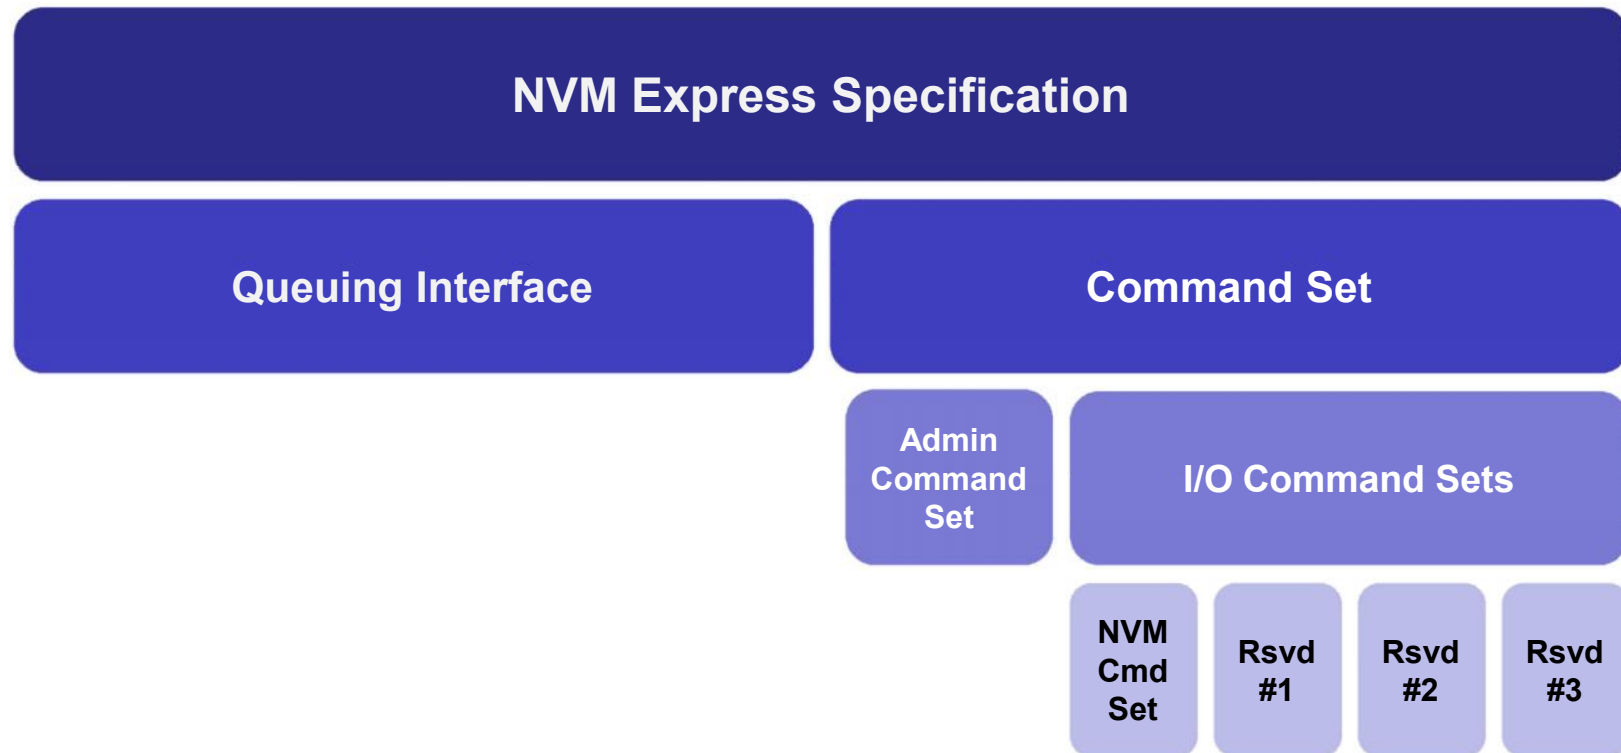 NVM Express Specification
Queuing Interface
Command Set
Admin
Command
Set
I/O Command Sets
NVM
Cmd
Set
Rsvd
#1
Rsvd
#2
Rsvd
#3